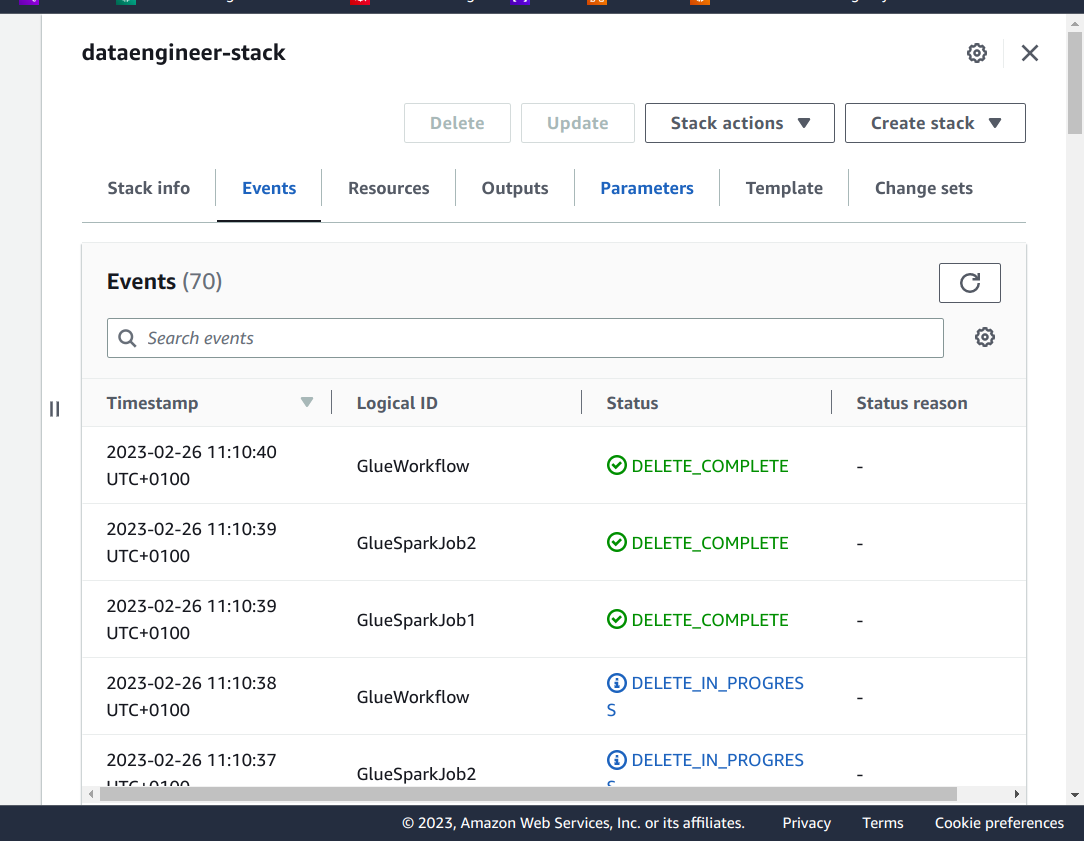 dataengineer-stack
Delete
Update
Stack actions
Create stack
Stack info
Events
Resources
Outputs
Parameters
Template
Change sets
Events (70)
Search events
Timestamp
Logical ID
Status
Status reason
2023-02-26 11:10:40
UTC+0100
GlueWorkflow
DELETE_COMPLETE
-
2023-02-26 11:10:39
UTC+0100
GlueSparkJob2
DELETE_COMPLETE
-
2023-02-26 11:10:39
UTC+0100
GlueSparkJob1
DELETE_COMPLETE
-
2023-02-26 11:10:38
UTC+0100
GlueWorkflow
DELETE_IN_PROGRES
S
-
2023-02-26 11:10:37
UTC+0100
GlueSparkJob2
DELETE_IN_PROGRES
S
-
© 2023, Amazon Web Services, Inc. or its affiliates.
Privacy
Terms
Cookie preferences